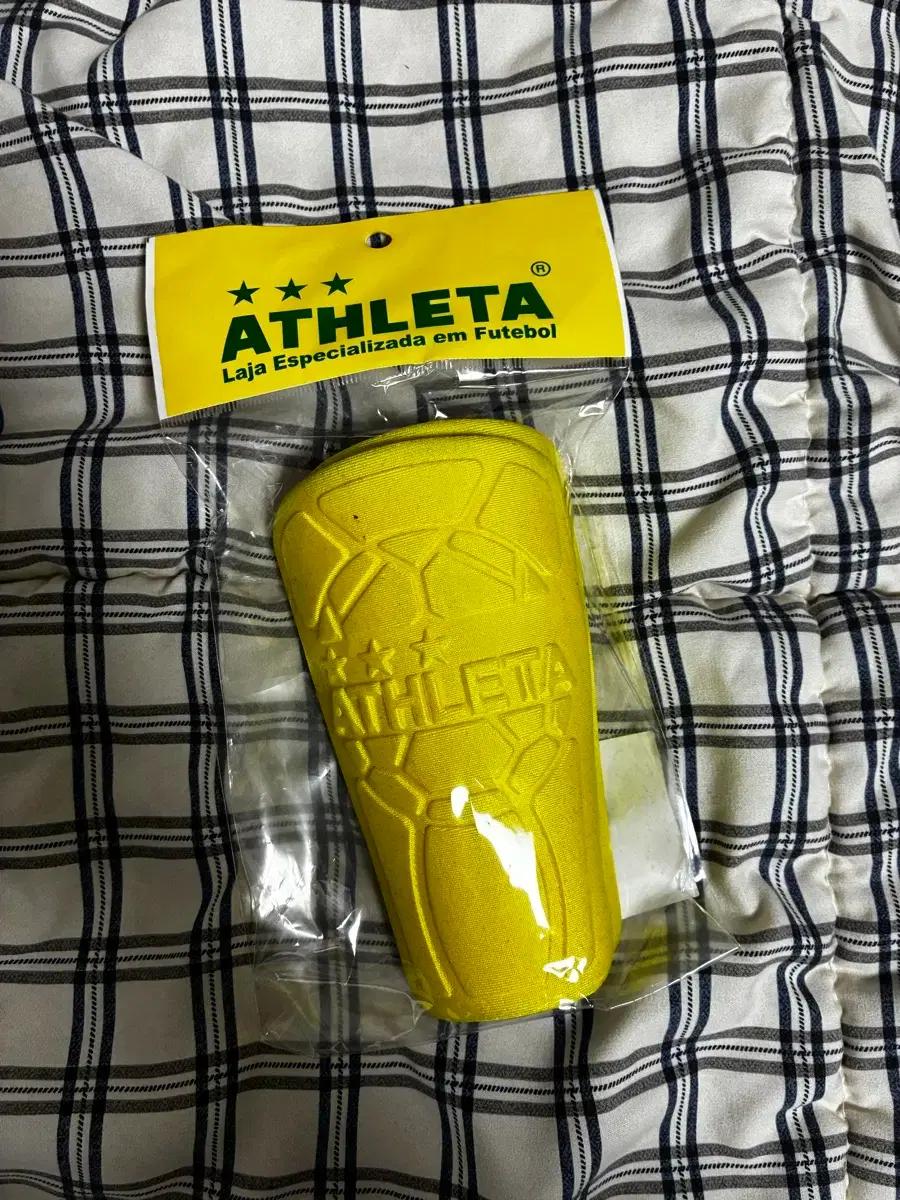 ATHLETA®
Laja Especializada em Futebol
ATHLETA